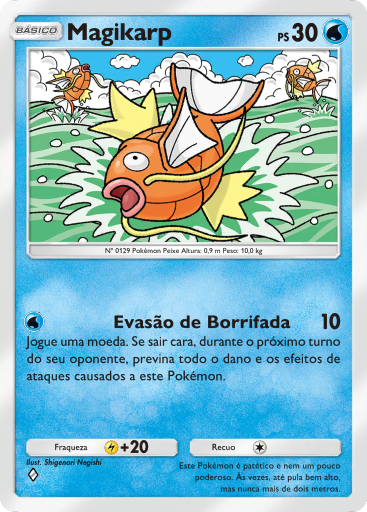 BÁSICO Magikarp PS 30
Nº 0129 Pokémon Peixe Altura: 0,9 m Peso: 10,0 kg
Evasão de Borrifada 10
Jogue uma moeda. Se sair cara, durante o próximo turno
do seu oponente, previna todo o dano e os efeitos de
ataques causados a este Pokémon.
Fraqueza +20 Recuo
Ilust. Shigenori Negishi
Este Pokémon é patético e nem um pouco
poderoso. Às vezes, até pula bem alto,
mas nunca mais de dois metros.